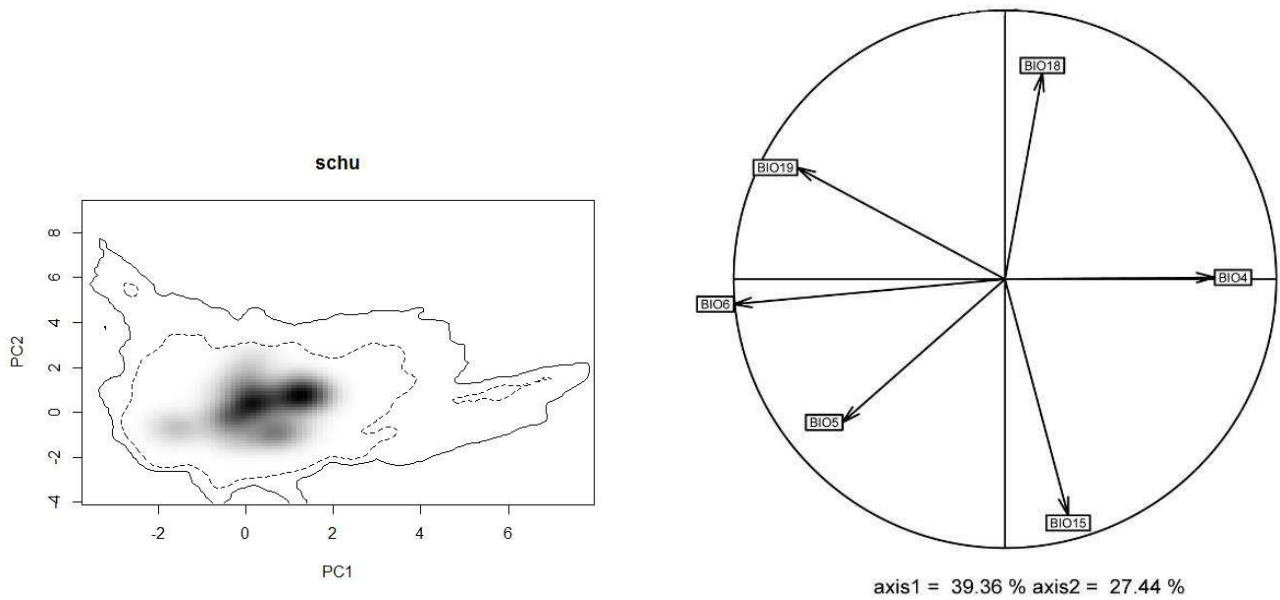 schu
PC2
8
6
4
2
0
-2
-4
-2
0
2
4
6
PC1
BIO18
BIO19
BIO4
BIO6
BIO5
BIO15
axis1 = 39.36 % axis2 = 27.44 %